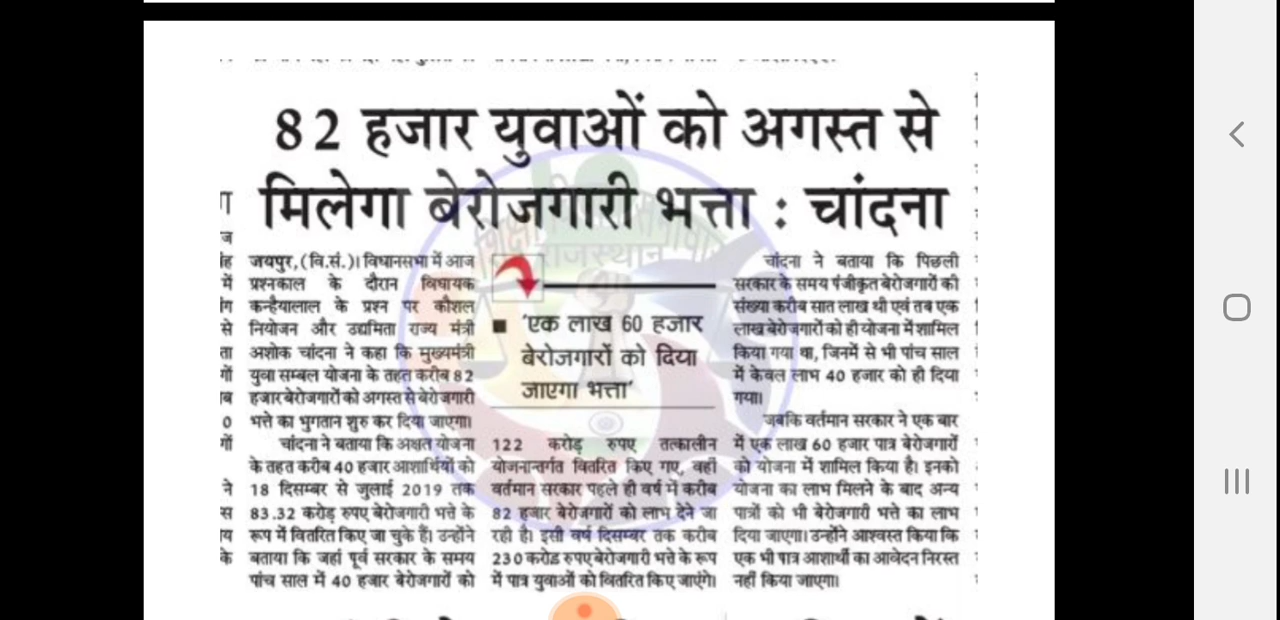 82 हजार युवाओं को अगस्त से
मिलेगा बेरोजगारी भत्ता : चांदना
जयपुर, (वि.सं.)। विधानसभा में आज
प्रश्नकाल के दौरान विधायक
कन्हैयालाल के प्रश्न पर कौशल
नियोजन और उद्यमिता राज्य मंत्री
अशोक चांदना ने कहा कि मुख्यमंत्री
युवा सम्बल योजना के तहत करीब 82
हजार बेरोजगारों को अगस्त से बेरोजगारी
भत्ते का भुगतान शुरु कर दिया जाएगा।
चांदना ने बताया कि अक्षत योजना
के तहत करीब 40 हजार आशार्थियों को
18 दिसम्बर से जुलाई 2019 तक
83.32 करोड़ रुपए बेरोजगारी भत्ते के
रूप में वितरित किए जा चुके हैं। उन्होंने
बताया कि जहां पूर्व सरकार के समय
पांच साल में 40 हजार बेरोजगारों को
■ 'एक लाख 60 हजार
बेरोजगारों को दिया
जाएगा भत्ता'
122 करोड़ रुपए तत्कालीन
योजनान्तर्गत वितरित किए गए, वहीं
वर्तमान सरकार पहले ही वर्ष में करीब
82 हजार बेरोजगारों को लाभ देने जा
रही है। इसी वर्ष दिसम्बर तक करीब
230 करोड रुपए बेरोजगारी भत्ते के रूप
में पात्र युवाओं को वितरित किए जाएंगे।
चांदना ने बताया कि पिछली
सरकार के समय पंजीकृत बेरोजगारों की
संख्या करीब सात लाख थी एवं तब एक
लाख बेरोजगारों को ही योजना में शामिल
किया गया था, जिनमें से भी पांच साल
में केवल लाभ 40 हजार को ही दिया
गया।
जबकि वर्तमान सरकार ने एक बार
में एक लाख 60 हजार पात्र बेरोजगारों
को योजना में शामिल किया है। इनको
योजना का लाभ मिलने के बाद अन्य
पात्रों को भी बेरोजगारी भत्ते का लाभ
दिया जाएगा। उन्होंने आश्वस्त किया कि
एक भी पात्र आशार्थी का आवेदन निरस्त
नहीं किया जाएगा।
राजस्थान